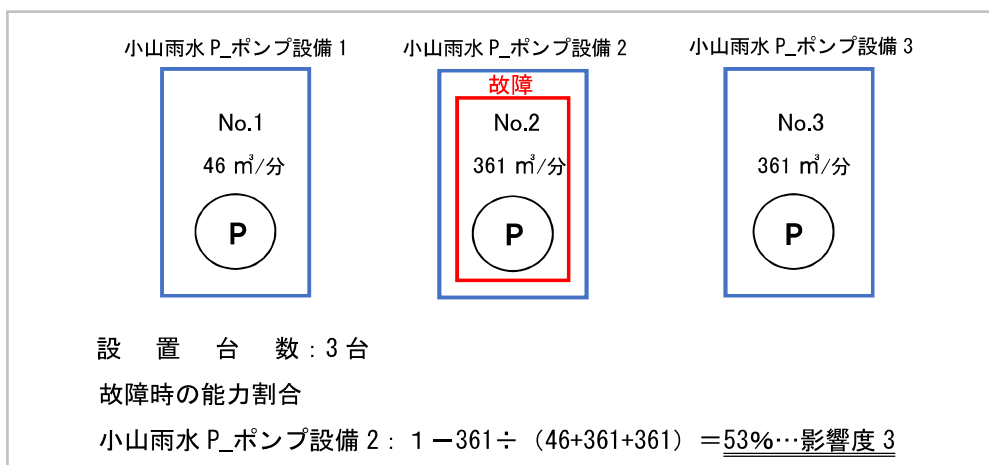 小山雨水 P_ポンプ設備 1 小山雨水 P_ポンプ設備 2 小山雨水 P_ポンプ設備 3
故障
No.1 No.2 No.3
46 ㎥/分 361 ㎥/分 361 ㎥/分
P P P
設 置 台 数:3 台
故障時の能力割合
小山雨水 P_ポンプ設備 2: 1-361÷(46+361+361)=53%…影響度 3